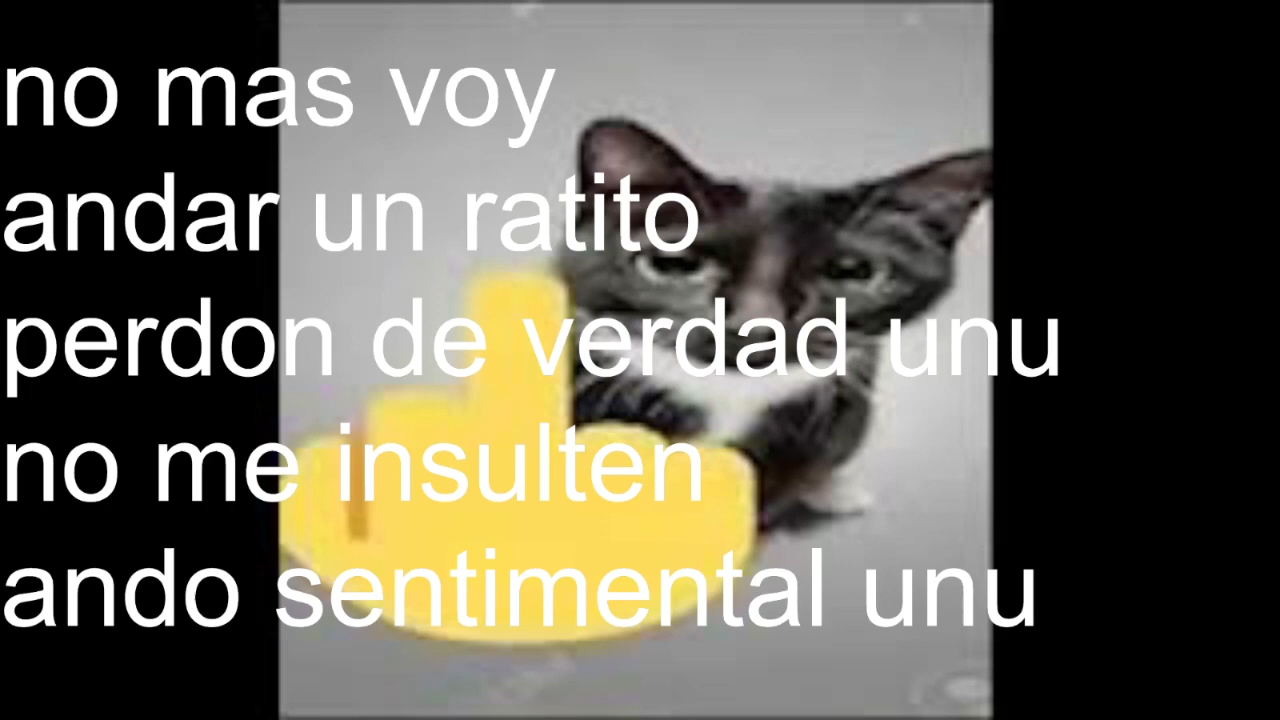 no mas voy
andar un ratito
perdon de verdad unu
no me insulten
ando sentimental unu